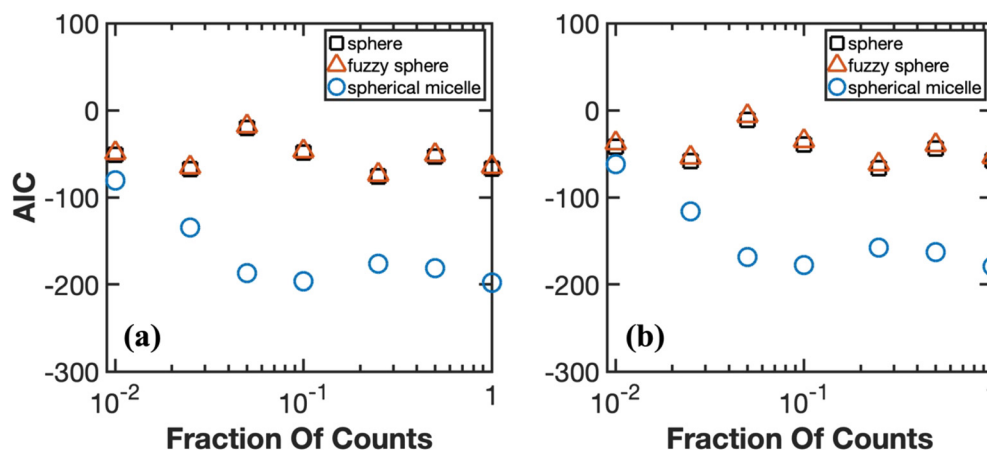 100
0
-100
-200
-300
AIC
10-2
10-1
1
Fraction Of Counts
sphere
fuzzy sphere
spherical micelle
(a)
100
0
-100
-200
-300
10-2
10-1
Fraction Of Counts
sphere
fuzzy sphere
spherical micelle
(b)